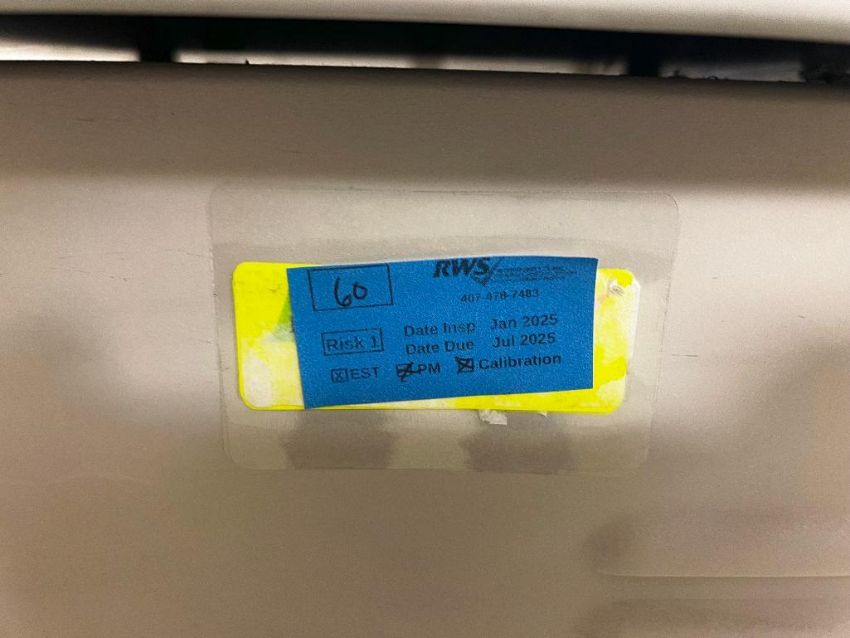 60
RWS
407-478-7483
Risk 1
Date Insp Jan 2025
Date Due Jul 2025
EST PM Calibration